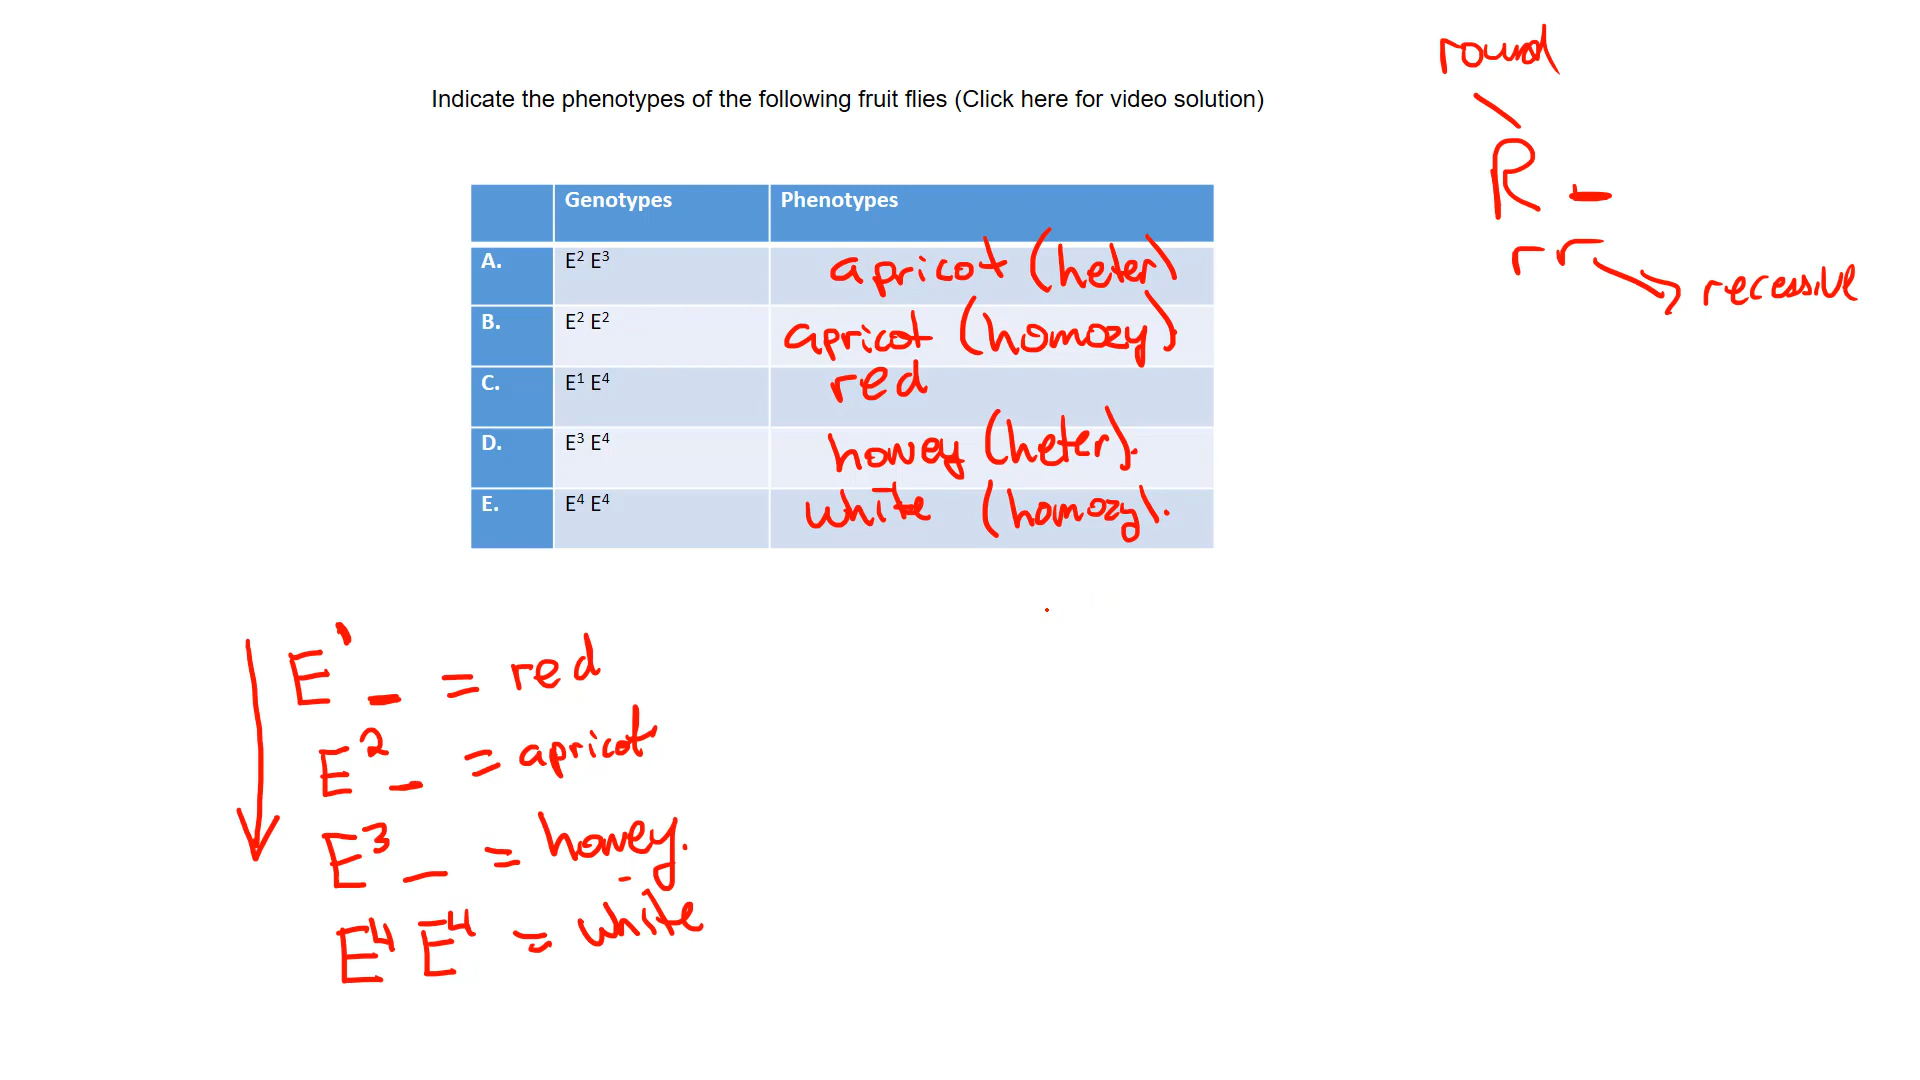 round
Indicate the phenotypes of the following fruit flies (Click here for video solution)
R -
r r recessive
Genotypes Phenotypes
A. E² E³ apricot (heter)
B. E² E² apricot (homozy).
C. E¹ E⁴ red
D. E³ E⁴ honey (heter).
E. E⁴ E⁴ white (homozy).
E¹ _ = red
E² _ = apricot
E³ _ = honey.
E⁴ E⁴ = white